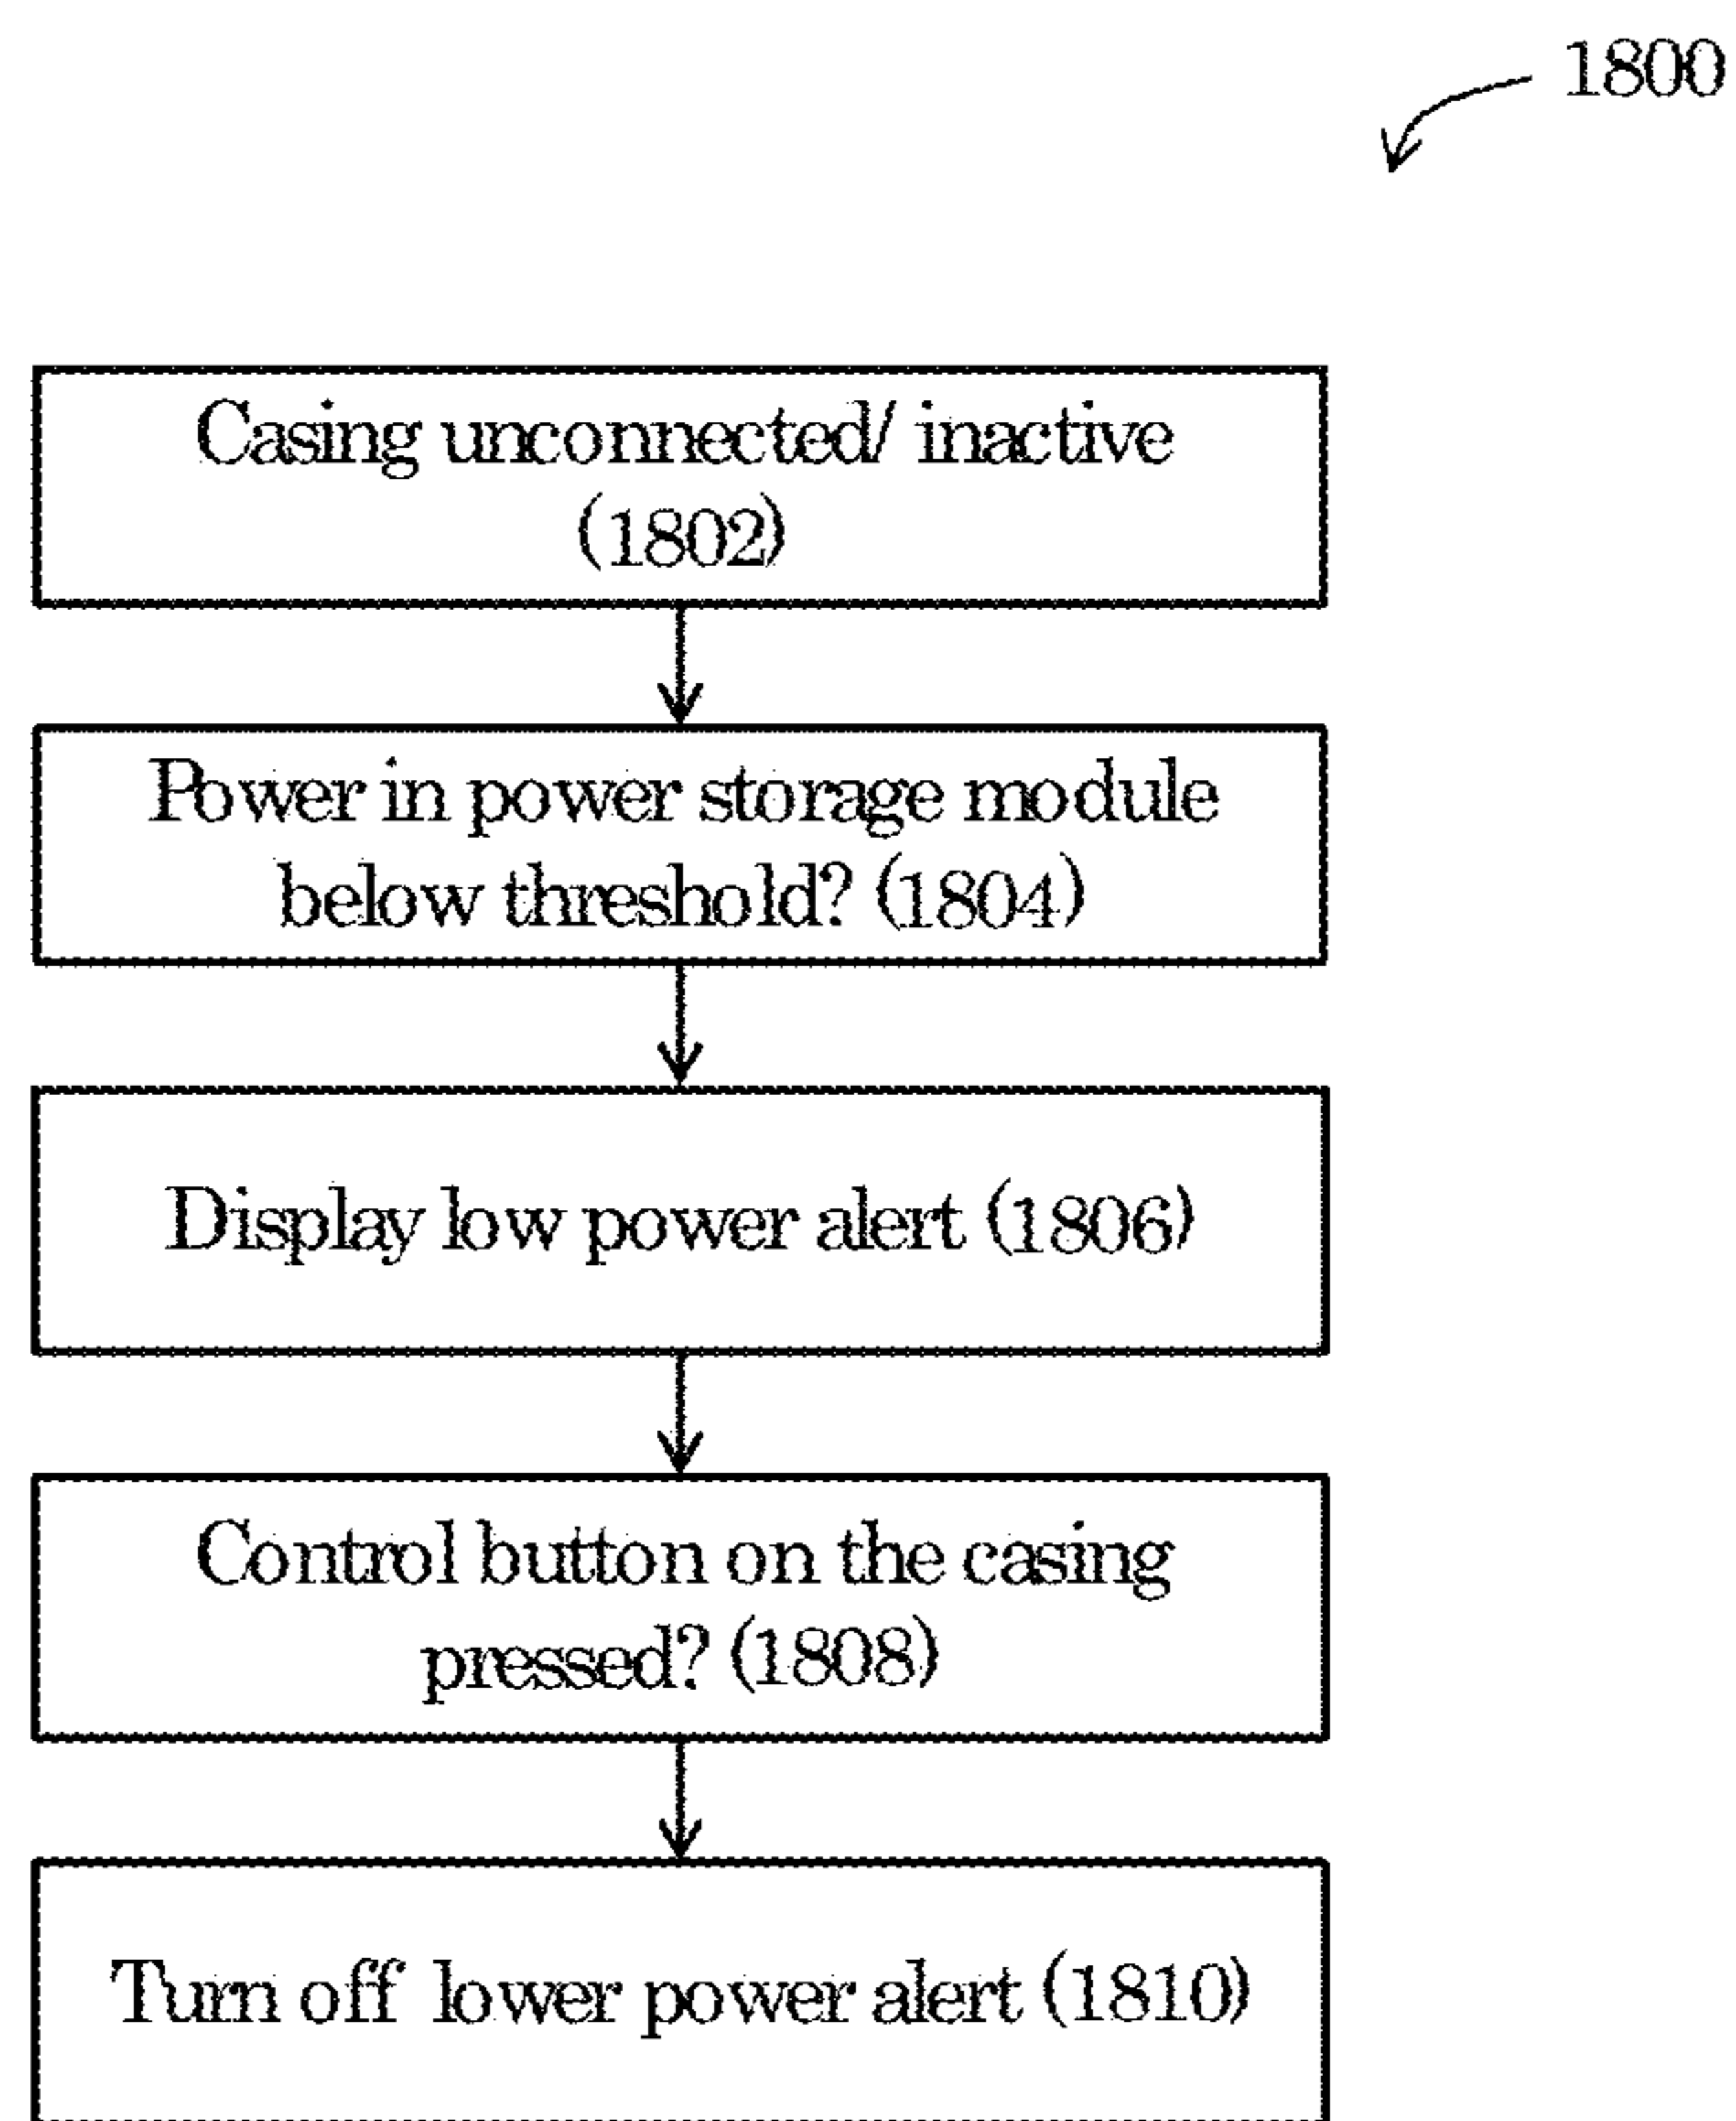 1800
Casing unconnected/ inactive
(1802)
Power in power storage module
below threshold? (1804)
Display low power alert (1806)
Control button on the casing
pressed? (1808)
Turn off lower power alert (1810)